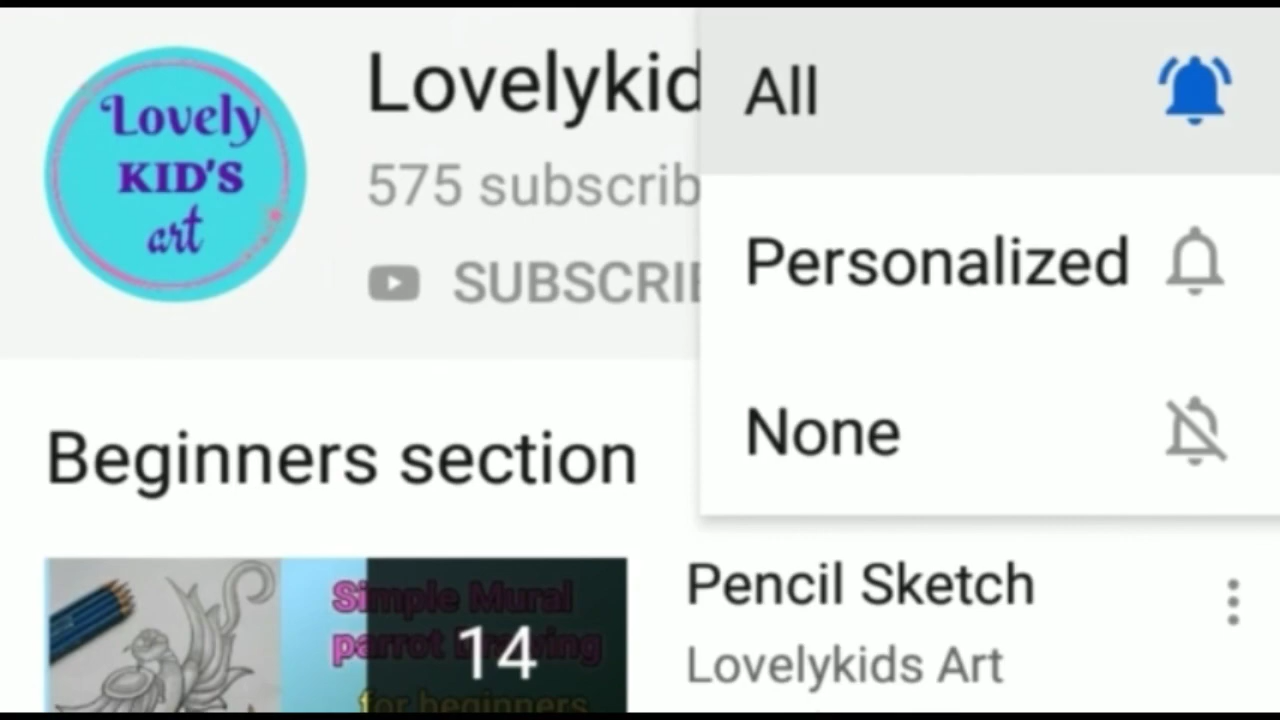 Lovely
KID'S
art
Lovelykid
575 subscrib
SUBSCRI
All
Personalized
None
Beginners section
Simple Mural
parrot Drawing
for beginners
14
Pencil Sketch
Lovelykids Art